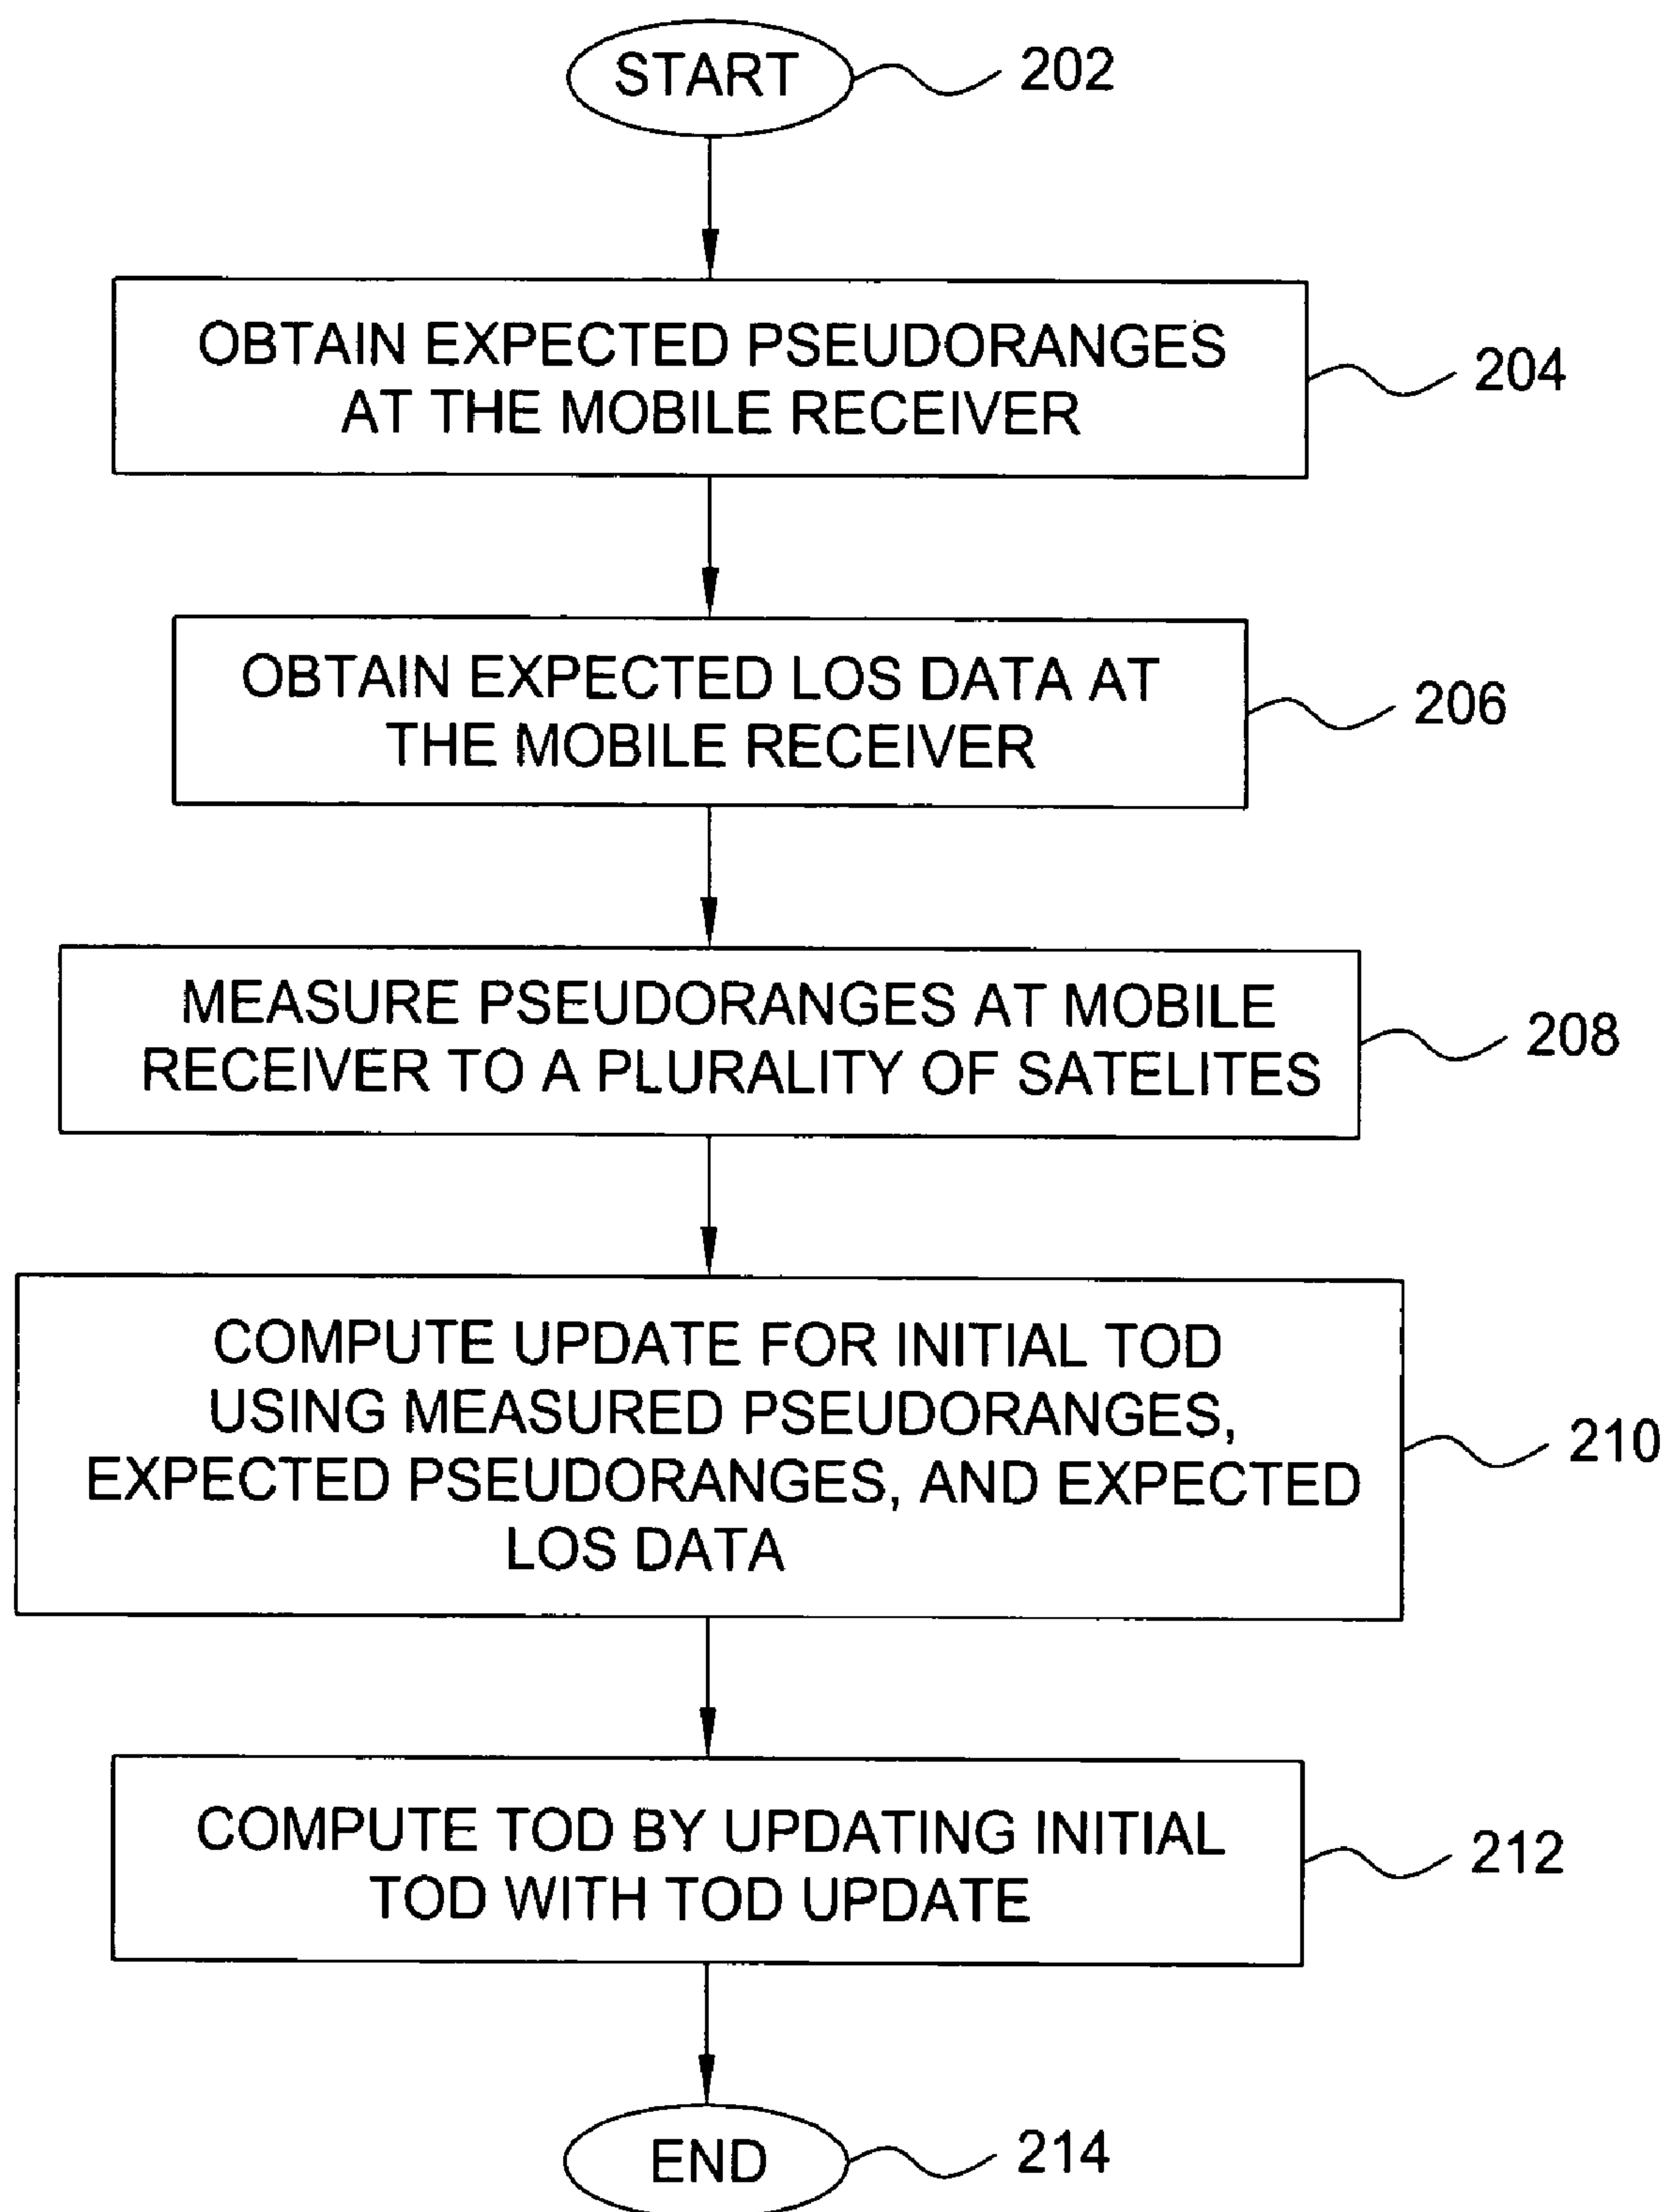 START
202
OBTAIN EXPECTED PSEUDORANGES
AT THE MOBILE RECEIVER
204
OBTAIN EXPECTED LOS DATA AT
THE MOBILE RECEIVER
206
MEASURE PSEUDORANGES AT MOBILE
RECEIVER TO A PLURALITY OF SATELITES
208
COMPUTE UPDATE FOR INITIAL TOD
USING MEASURED PSEUDORANGES,
EXPECTED PSEUDORANGES, AND EXPECTED
LOS DATA
210
COMPUTE TOD BY UPDATING INITIAL
TOD WITH TOD UPDATE
212
END
214